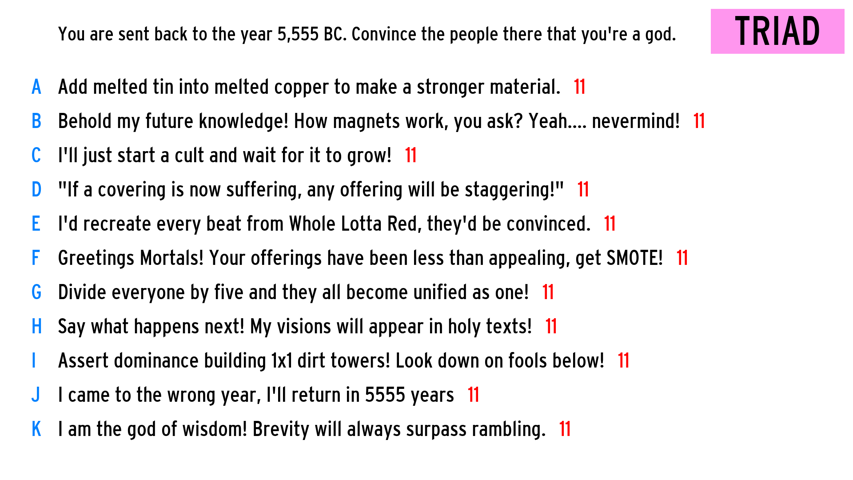 You are sent back to the year 5,555 BC. Convince the people there that you're a god. TRIAD
A Add melted tin into melted copper to make a stronger material. 11
B Behold my future knowledge! How magnets work, you ask? Yeah.... nevermind! 11
C I'll just start a cult and wait for it to grow! 11
D "If a covering is now suffering, any offering will be staggering!" 11
E I'd recreate every beat from Whole Lotta Red, they'd be convinced. 11
F Greetings Mortals! Your offerings have been less than appealing, get SMOTE! 11
G Divide everyone by five and they all become unified as one! 11
H Say what happens next! My visions will appear in holy texts! 11
I Assert dominance building 1x1 dirt towers! Look down on fools below! 11
J I came to the wrong year, I'll return in 5555 years 11
K I am the god of wisdom! Brevity will always surpass rambling. 11